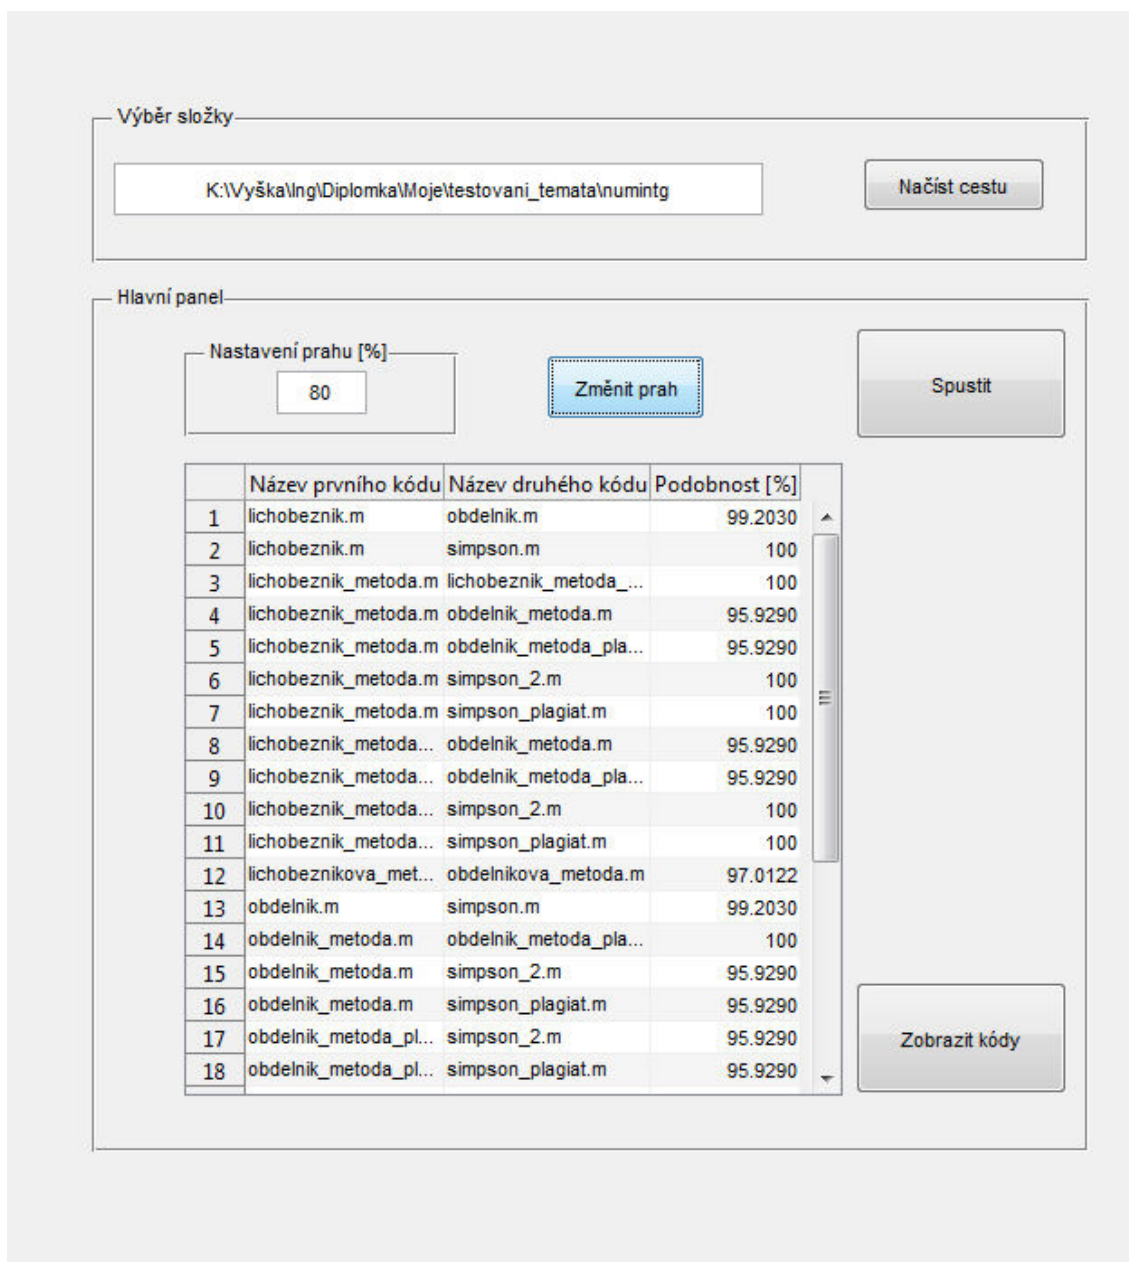 Výběr složky
K:\Vyška\Ing\Diplomka\Moje\testovani_temata\numintg
Načíst cestu
Hlavní panel
Nastavení prahu [%]
80
Změnit prah
Spustit
Název prvního kódu Název druhého kódu Podobnost [%]
1 lichobeznik.m obdelnik.m 99.2030
2 lichobeznik.m simpson.m 100
3 lichobeznik_metoda.m lichobeznik_metoda_... 100
4 lichobeznik_metoda.m obdelnik_metoda.m 95.9290
5 lichobeznik_metoda.m obdelnik_metoda_pla... 95.9290
6 lichobeznik_metoda.m simpson_2.m 100
7 lichobeznik_metoda.m simpson_plagiat.m 100
8 lichobeznik_metoda... obdelnik_metoda.m 95.9290
9 lichobeznik_metoda... obdelnik_metoda_pla... 95.9290
10 lichobeznik_metoda... simpson_2.m 100
11 lichobeznik_metoda... simpson_plagiat.m 100
12 lichobeznikova_met... obdelnikova_metoda.m 97.0122
13 obdelnik.m simpson.m 99.2030
14 obdelnik_metoda.m obdelnik_metoda_pla... 100
15 obdelnik_metoda.m simpson_2.m 95.9290
16 obdelnik_metoda.m simpson_plagiat.m 95.9290
17 obdelnik_metoda_pl... simpson_2.m 95.9290
18 obdelnik_metoda_pl... simpson_plagiat.m 95.9290
Zobrazit kódy